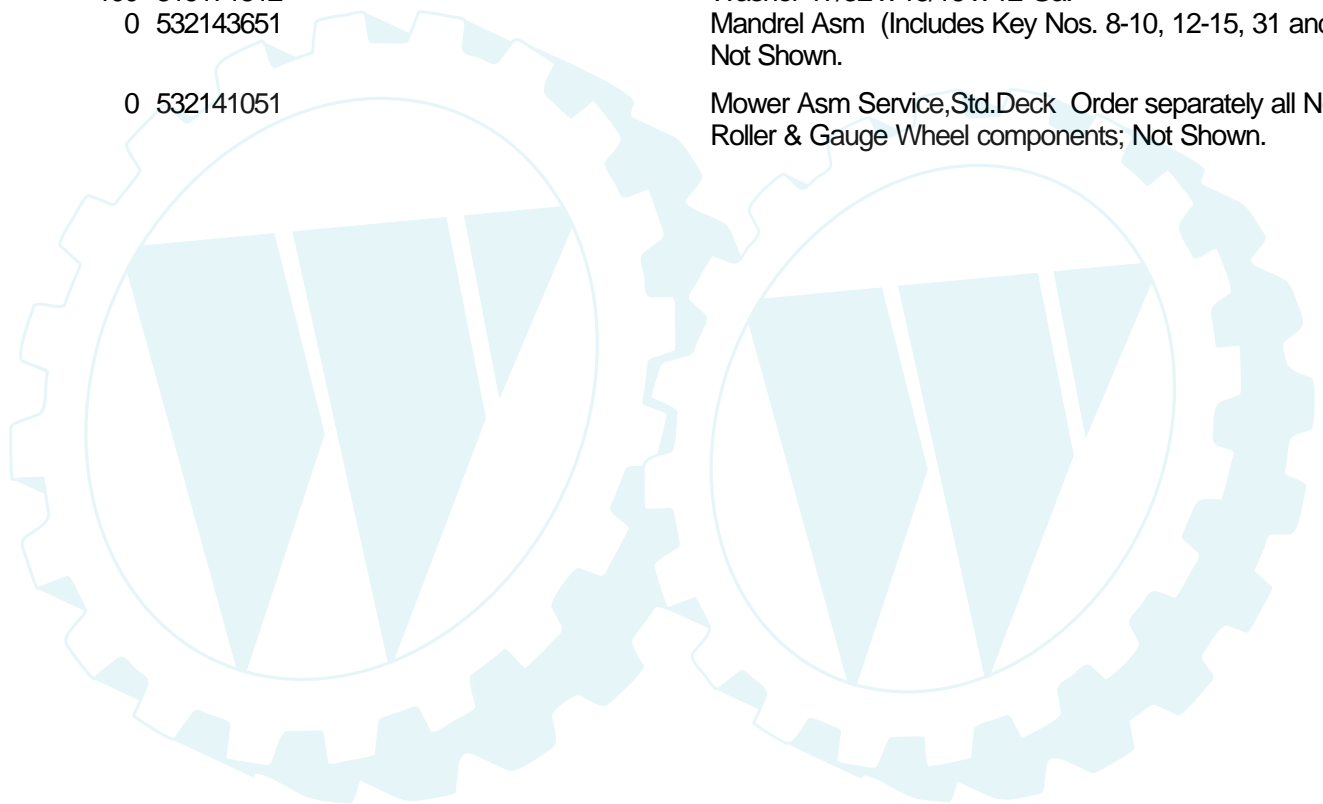 0 532143651 Mandrel Asm (Includes Key Nos. 8-10, 12-15, 31 and
Not Shown.
0 532141051 Mower Asm Service,Std.Deck Order separately all
Roller & Gauge Wheel components; Not Shown.